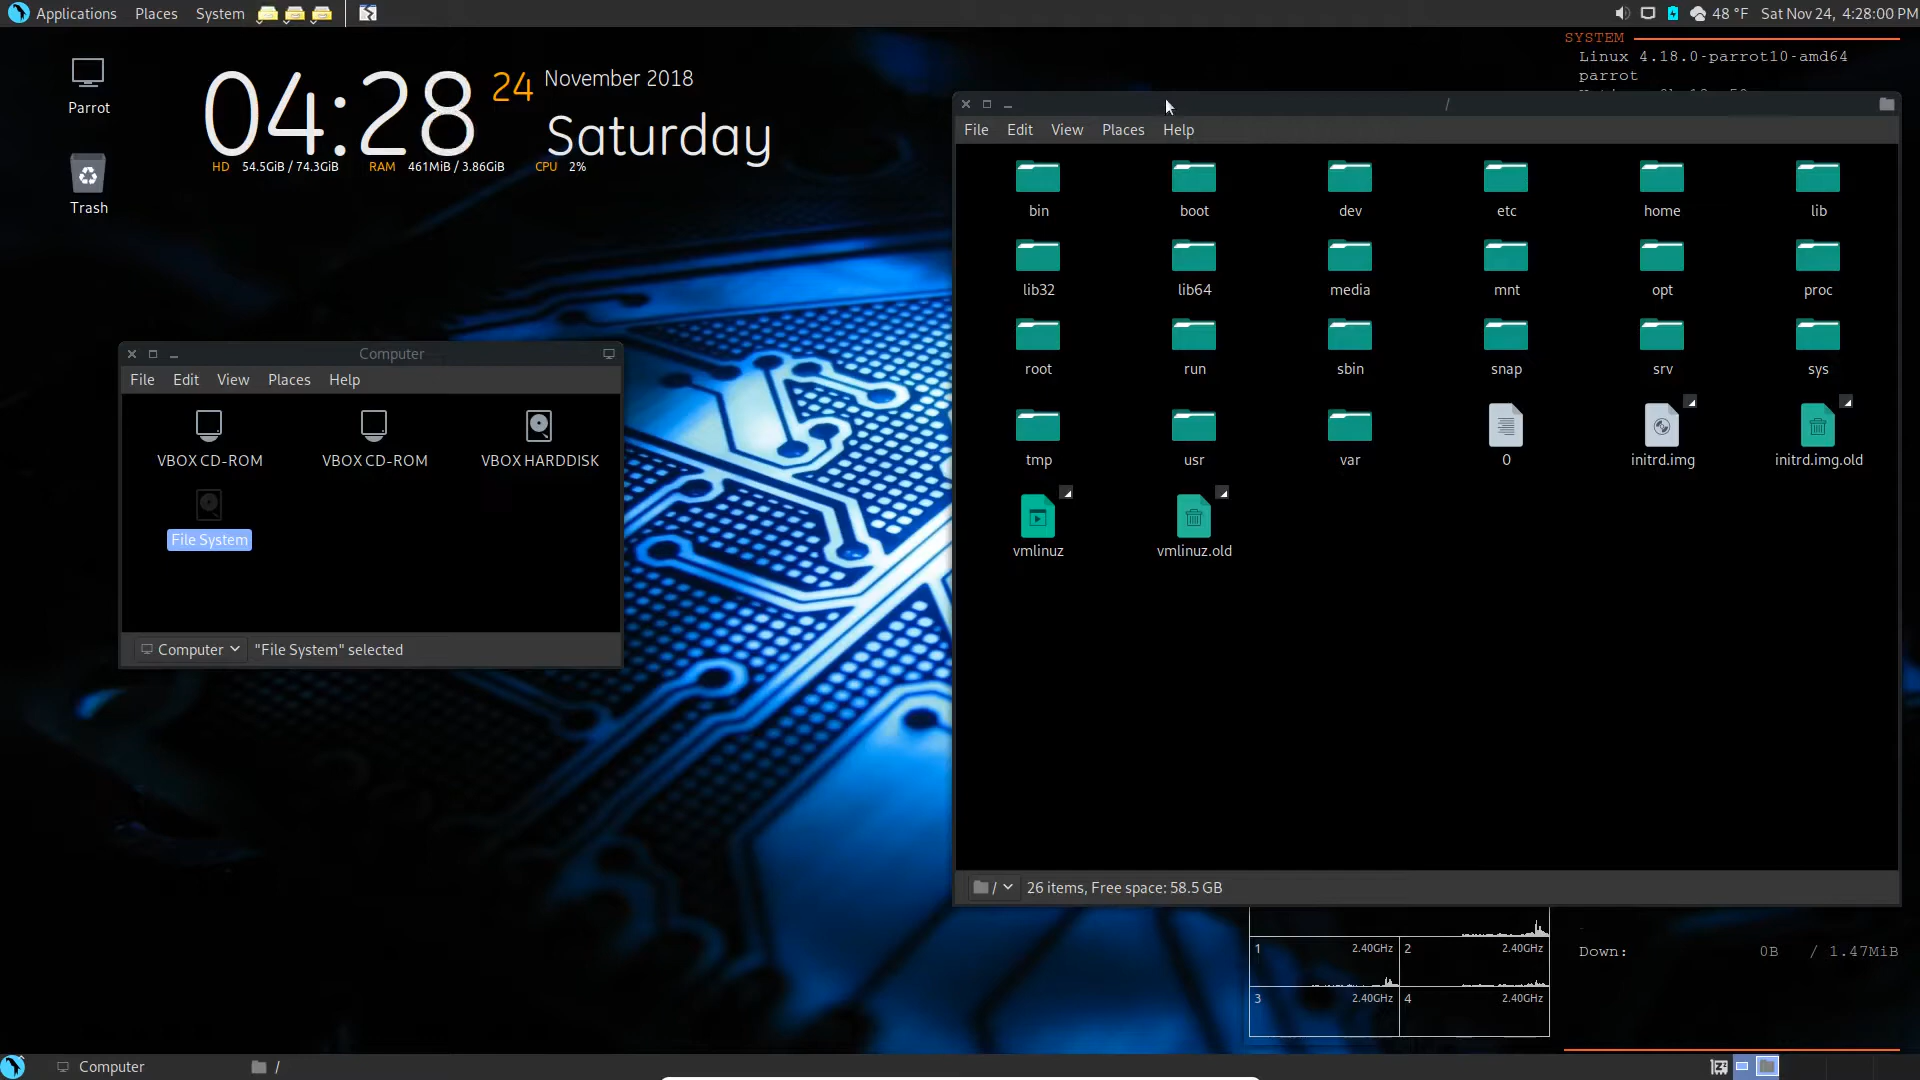 Applications Places System
48 °F Sat Nov 24, 4:28:00 PM
Parrot
Trash
04:28 24 November 2018
Saturday
HD 54.5GiB / 74.3GiB RAM 461MiB / 3.86GiB CPU 2%
SYSTEM
Linux 4.18.0-parrot10-amd64
parrot
Computer
File Edit View Places Help
VBOX CD-ROM VBOX CD-ROM VBOX HARDDISK
File System
Computer "File System" selected
/
File Edit View Places Help
bin boot dev etc home lib
lib32 lib64 media mnt opt proc
root run sbin snap srv sys
tmp usr var 0 initrd.img initrd.img.old
vmlinuz vmlinuz.old
/ 26 items, Free space: 58.5 GB
1 2.40GHz 2 2.40GHz
3 2.40GHz 4 2.40GHz
Down: 0B / 1.47MiB
Computer /